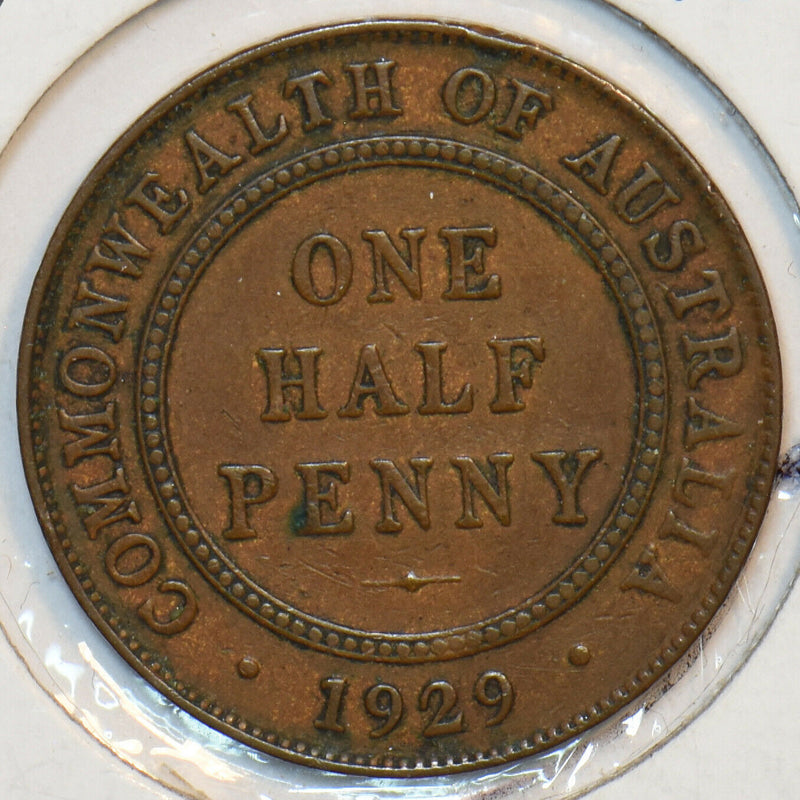 COMMONWEALTH OF AUSTRALIA
ONE
HALF
PENNY
1929